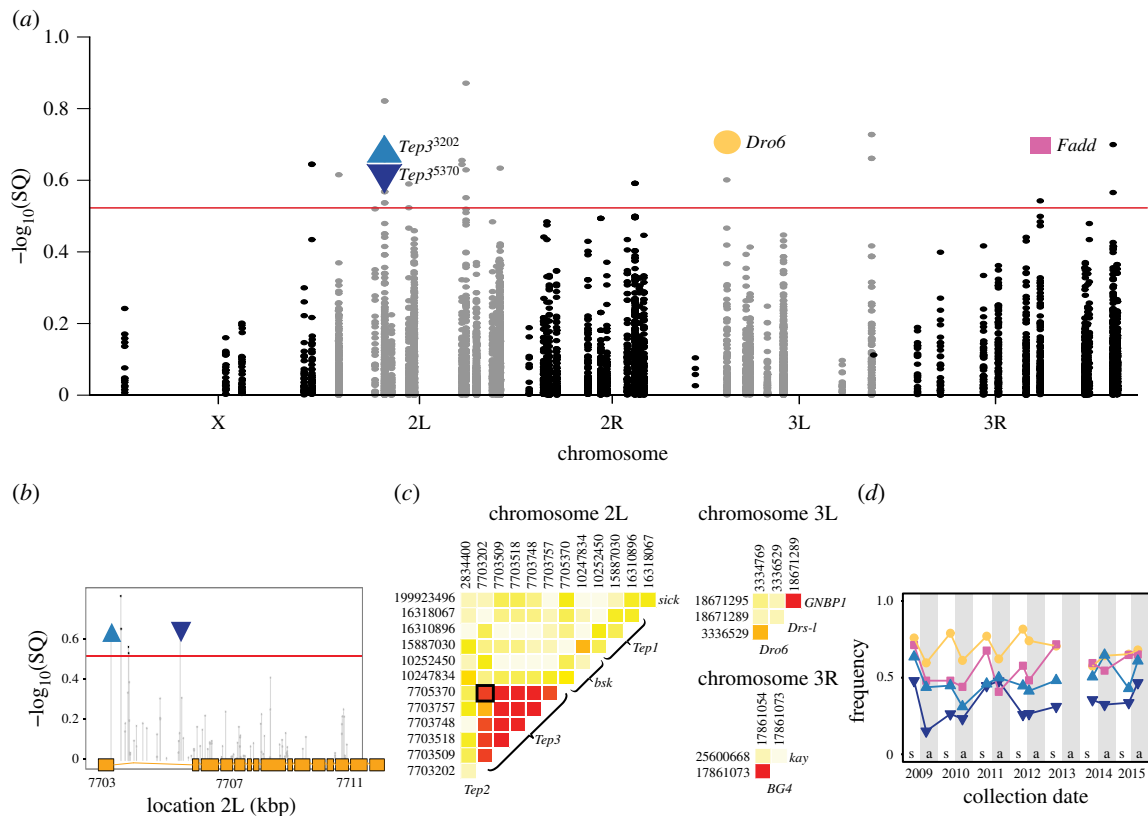 (a)
1.0
0.8
0.6
0.4
0.2
0
–log10(SQ)
Tep3^3202
Tep3^5370
Dro6
Fadd
X 2L 2R 3L 3R
chromosome
(b)
0.6
0.4
0.2
0
–log10(SQ)
7703 7707 7711
location 2L (kbp)
(c)
chromosome 2L
2834400 7703202 7703509 7703518 7703748 7703757 7705370 10247834 10252450 15887030 16310896 16318067
199923496 sick
16318067
16310896
15887030 Tep1
10252450
10247834 bsk
7705370
7703757
7703748 Tep3
7703518
7703509
7703202
Tep2
chromosome 3L
3334769 3336529 18671289
18671295 GNBP1
18671289 Drs-l
3336529
Dro6
chromosome 3R
17861054 17861073
25600668 kay
17861073
BG4
(d)
1.0
0.5
0
frequency
s a s a s a s a s a s a s a
2009 2010 2011 2012 2013 2014 2015
collection date